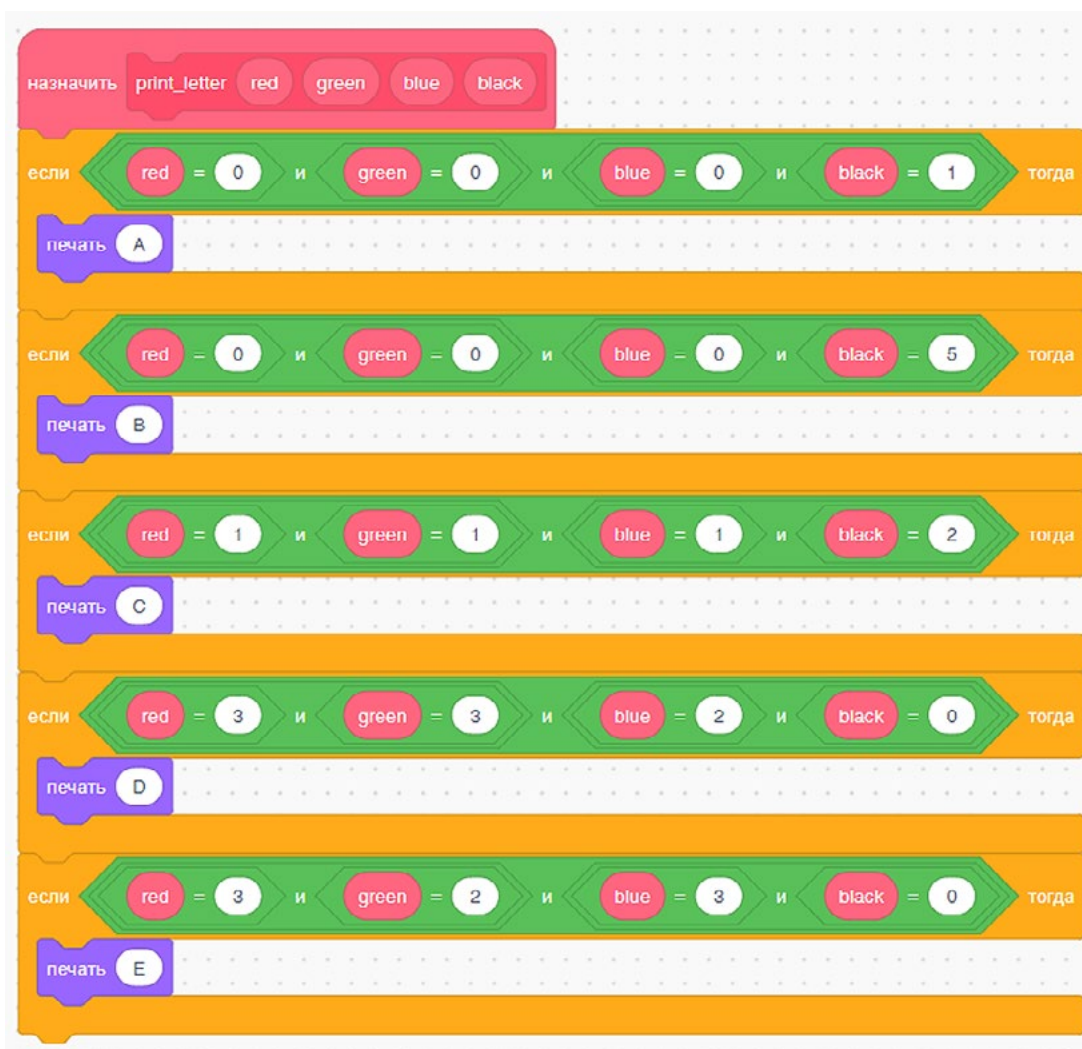 назначить print_letter red green blue black
если red = 0 и green = 0 и blue = 0 и black = 1 тогда
печать A
если red = 0 и green = 0 и blue = 0 и black = 5 тогда
печать B
если red = 1 и green = 1 и blue = 1 и black = 2 тогда
печать C
если red = 3 и green = 3 и blue = 2 и black = 0 тогда
печать D
если red = 3 и green = 2 и blue = 3 и black = 0 тогда
печать E